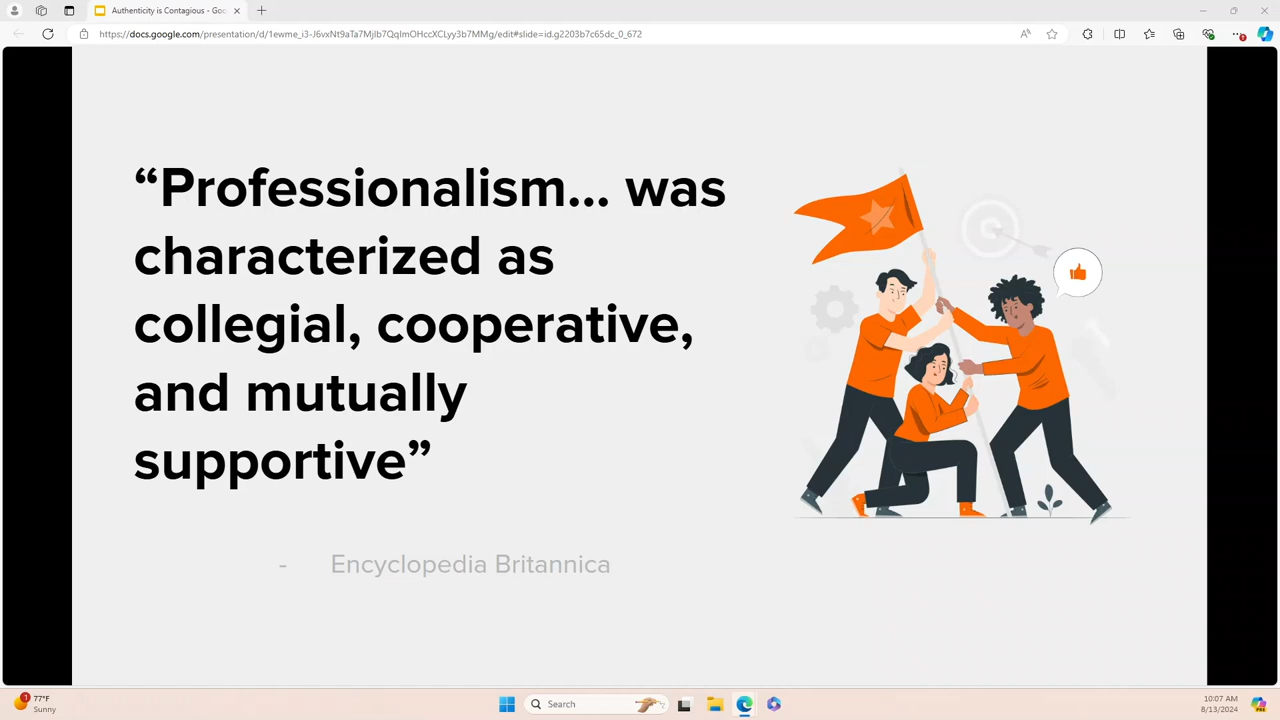 Authenticity is Contagious - Goo
https://docs.google.com/presentation/d/1ewme_i3-J6vxNt9aTa7MjIb7QqImOHccXCLyy3b7MMg/edit#slide=id.g2203b7c65dc_0_672
“Professionalism... was
characterized as
collegial, cooperative,
and mutually
supportive”
- Encyclopedia Britannica
1
77°F
Sunny
Search
10:07 AM
8/13/2024